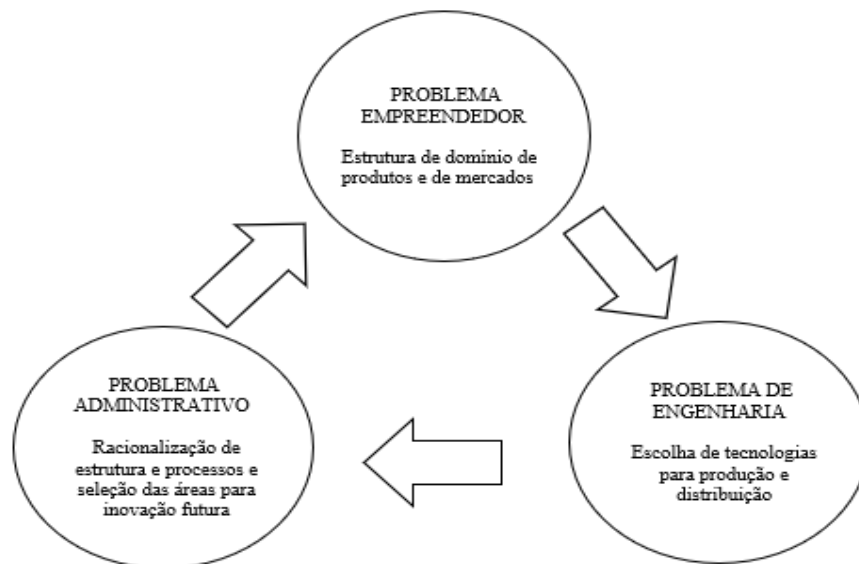 PROBLEMA
EMPREENDEDOR
Estrutura de domínio de
produtos e de mercados
PROBLEMA
ADMINISTRATIVO
Racionalização de
estrutura e processos e
seleção das áreas para
inovação futura
PROBLEMA DE
ENGENHARIA
Escolha de tecnologias
para produção e
distribuição